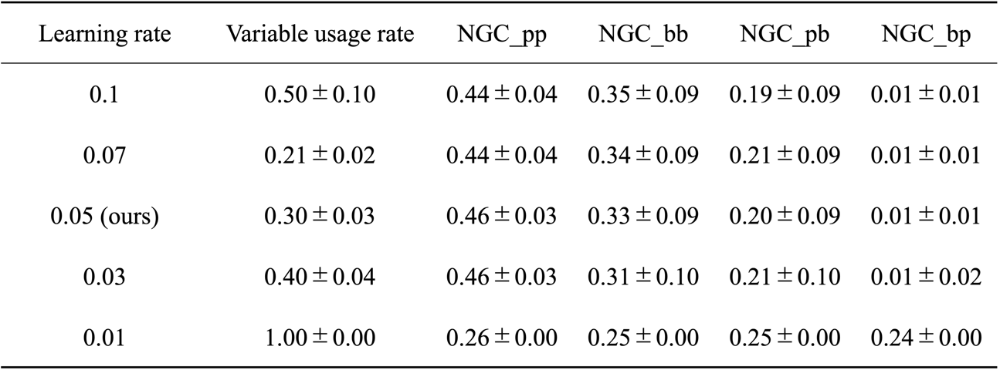 Learning rate Variable usage rate NGC_pp NGC_bb NGC_pb NGC_bp
0.1 0.50 ± 0.10 0.44 ± 0.04 0.35 ± 0.09 0.19 ± 0.09 0.01 ± 0.01
0.07 0.21 ± 0.02 0.44 ± 0.04 0.34 ± 0.09 0.21 ± 0.09 0.01 ± 0.01
0.05 (ours) 0.30 ± 0.03 0.46 ± 0.03 0.33 ± 0.09 0.20 ± 0.09 0.01 ± 0.01
0.03 0.40 ± 0.04 0.46 ± 0.03 0.31 ± 0.10 0.21 ± 0.10 0.01 ± 0.02
0.01 1.00 ± 0.00 0.26 ± 0.00 0.25 ± 0.00 0.25 ± 0.00 0.24 ± 0.00